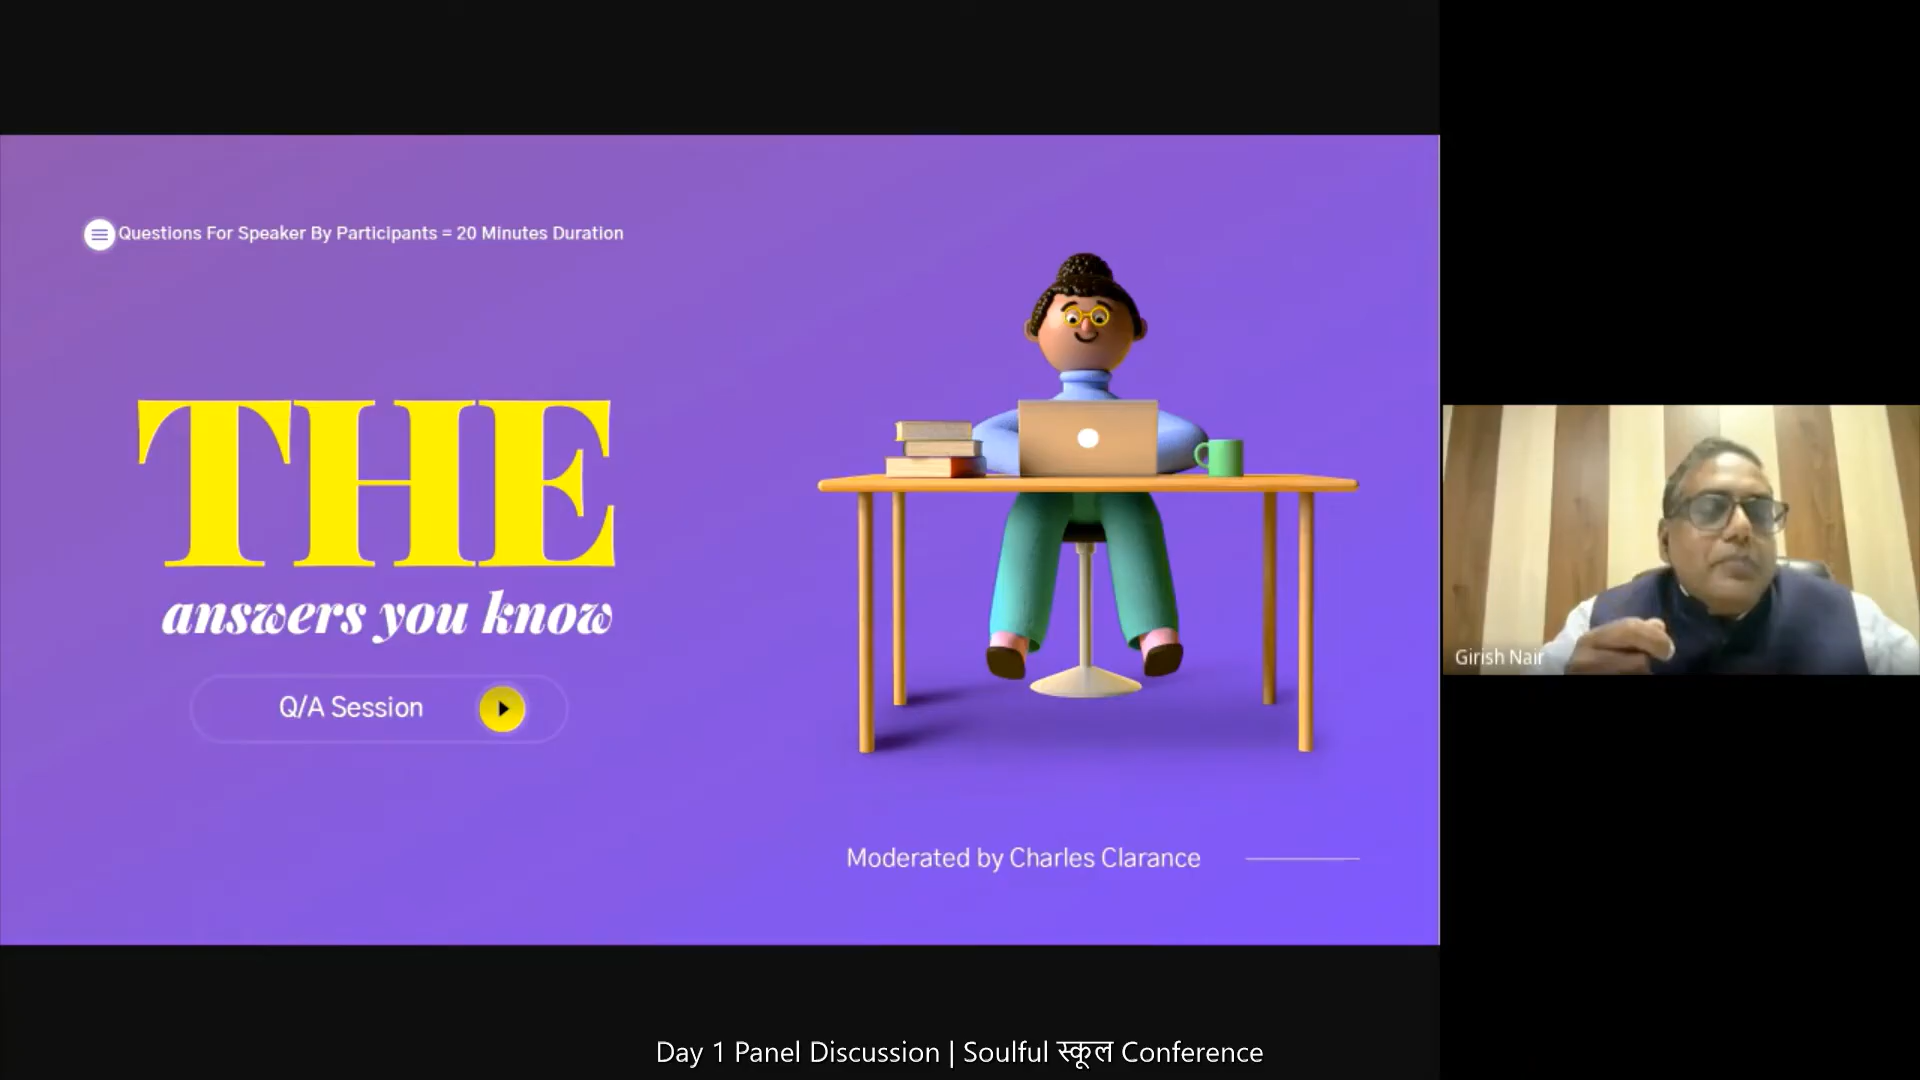 Questions For Speaker By Participants = 20 Minutes Duration
THE
answers you know
Q/A Session
Moderated by Charles Clarance
Girish Nair
Day 1 Panel Discussion | Soulful स्कूल Conference